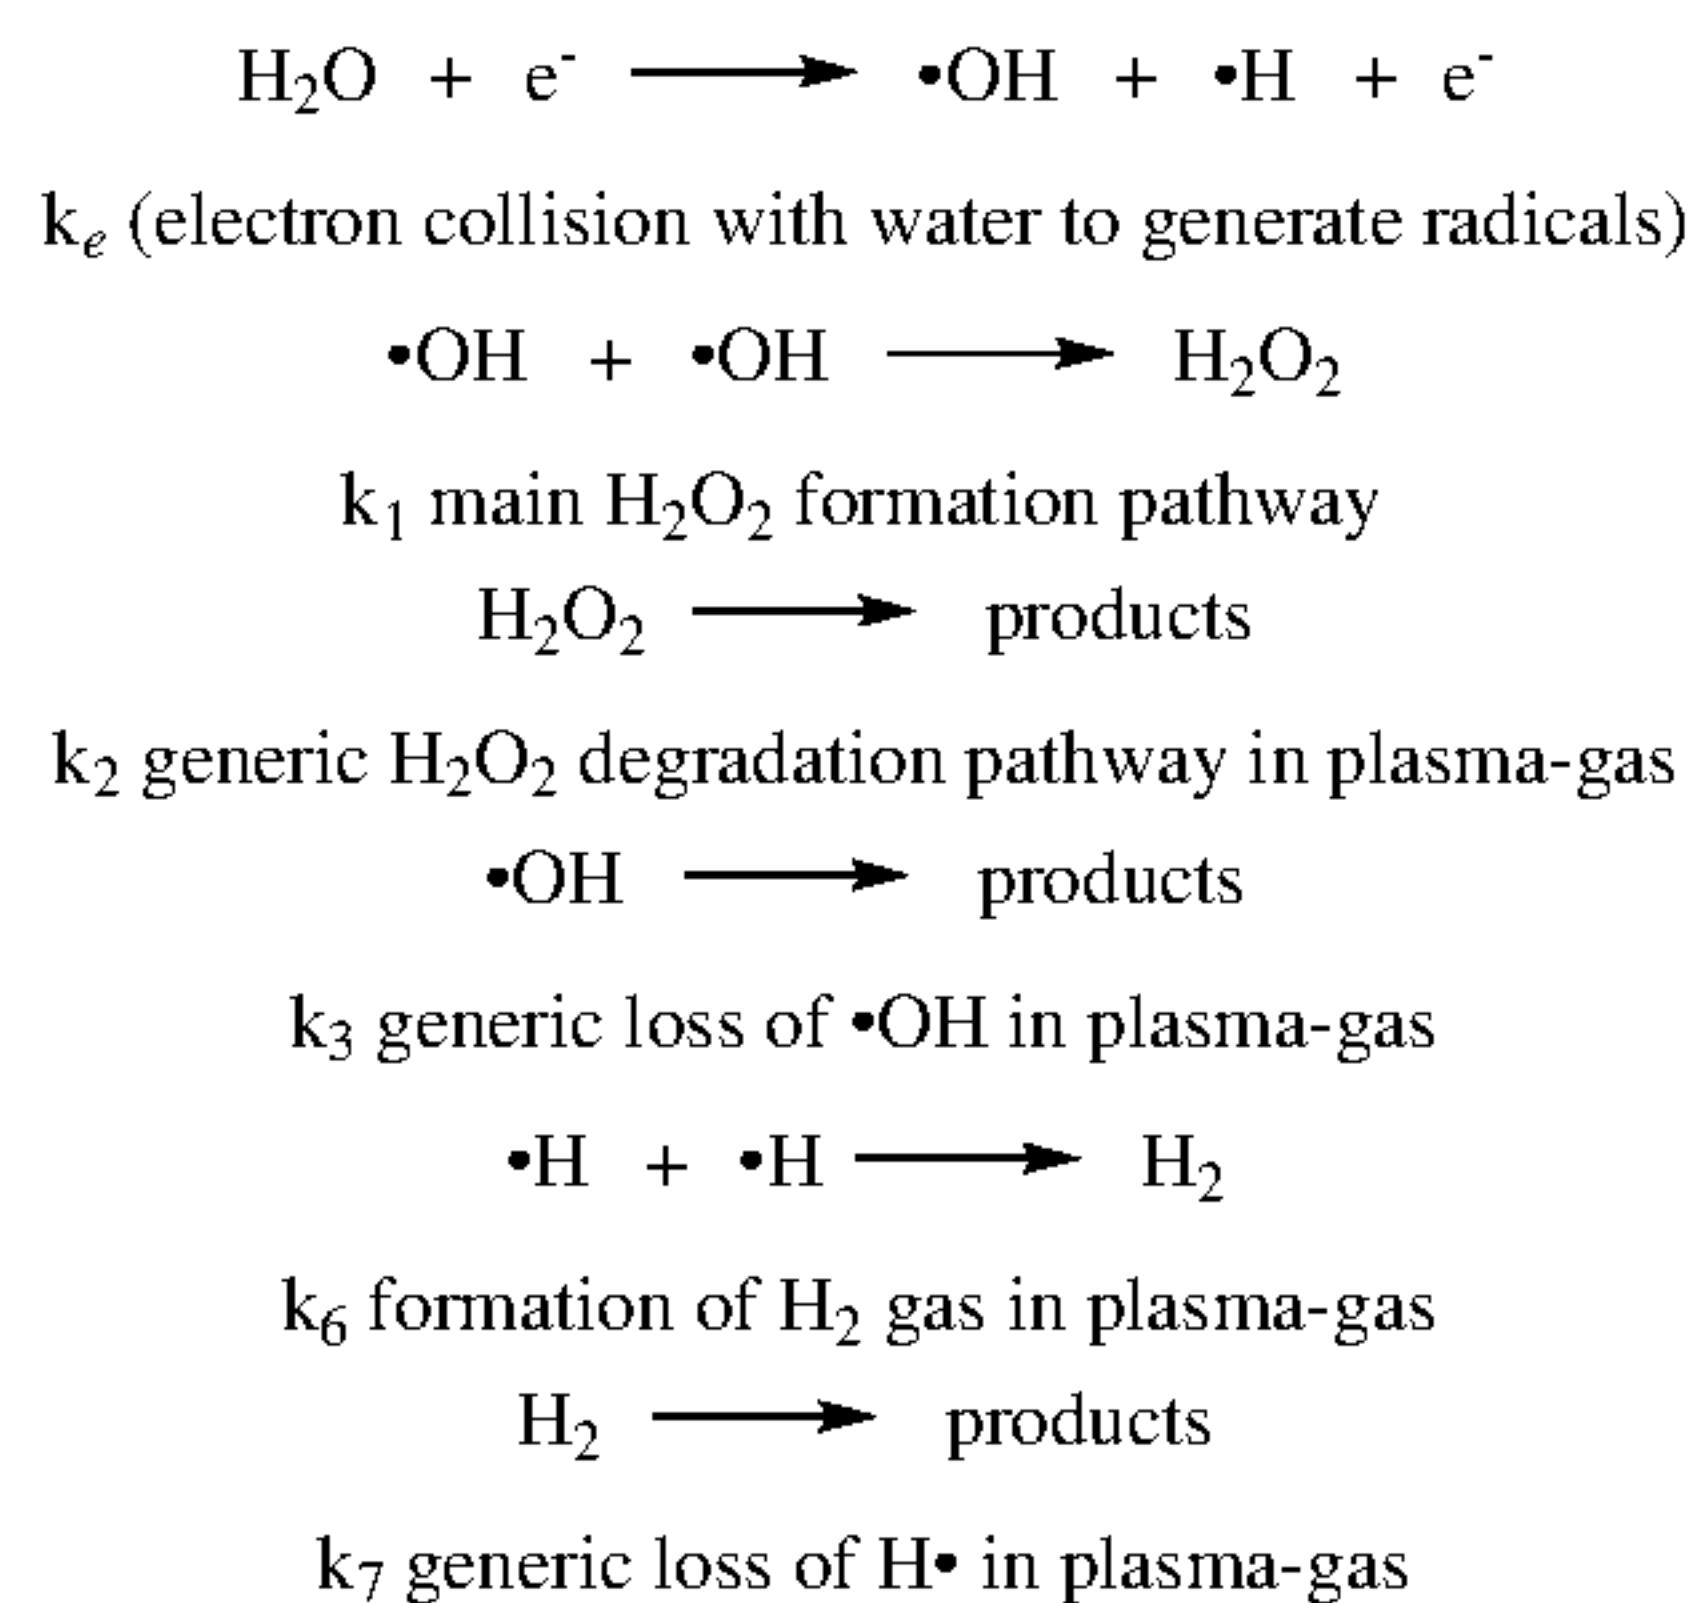 H₂O + e⁻ ⟶ •OH + •H + e⁻
kₑ (electron collision with water to generate radicals)
•OH + •OH ⟶ H₂O₂
k₁ main H₂O₂ formation pathway
H₂O₂ ⟶ products
k₂ generic H₂O₂ degradation pathway in plasma-gas
•OH ⟶ products
k₃ generic loss of •OH in plasma-gas
•H + •H ⟶ H₂
k₆ formation of H₂ gas in plasma-gas
H₂ ⟶ products
k₇ generic loss of H• in plasma-gas